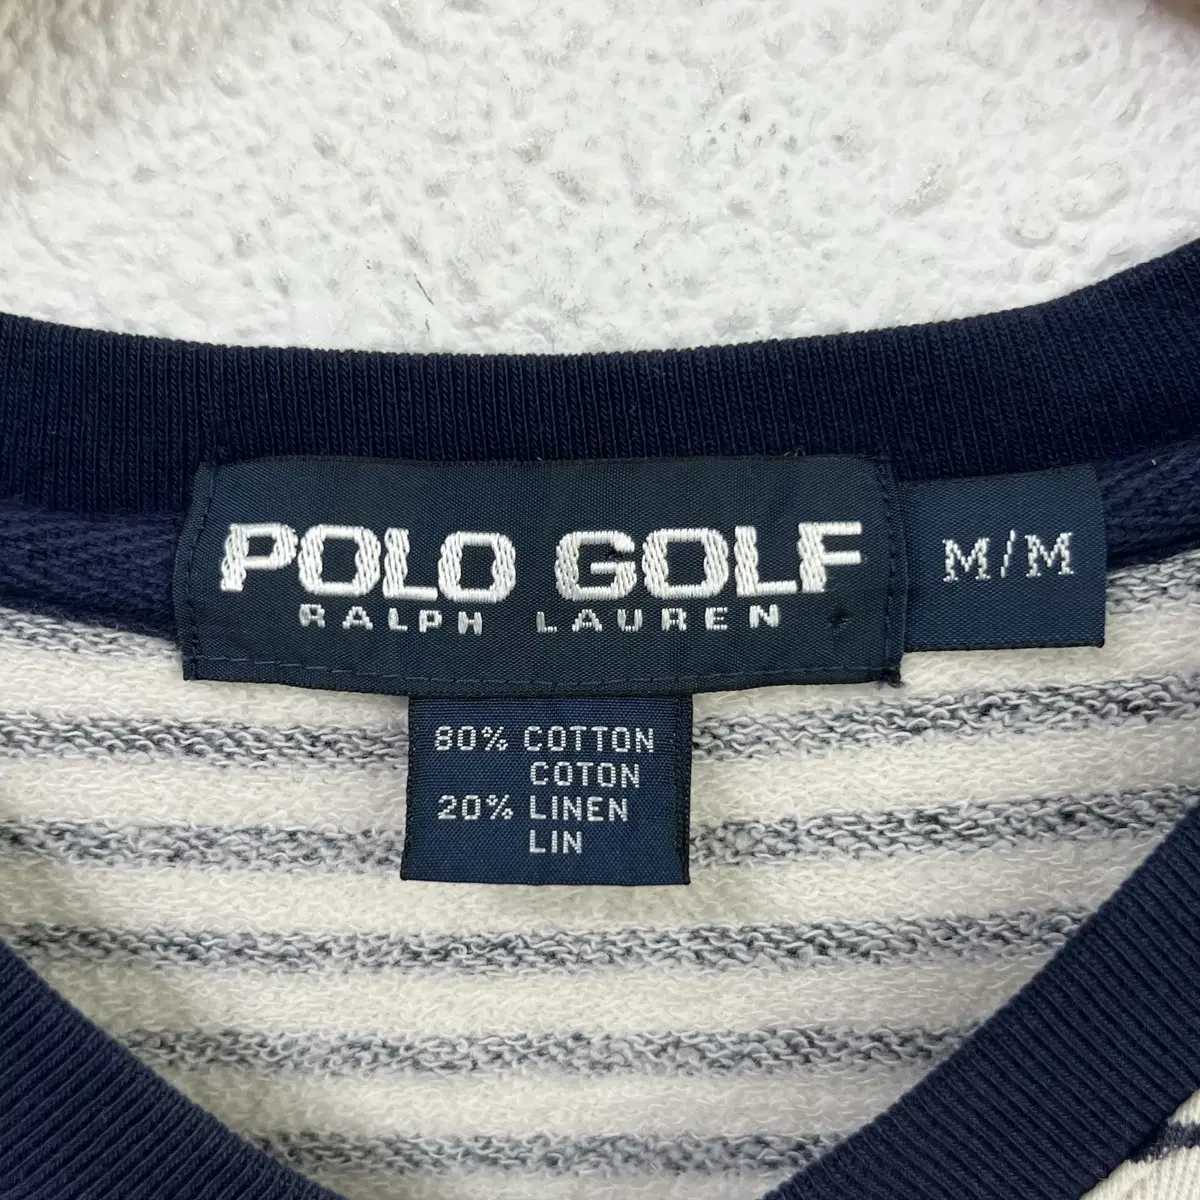 POLO GOLF
RALPH LAUREN
M/M
80% COTTON
COTON
20% LINEN
LIN